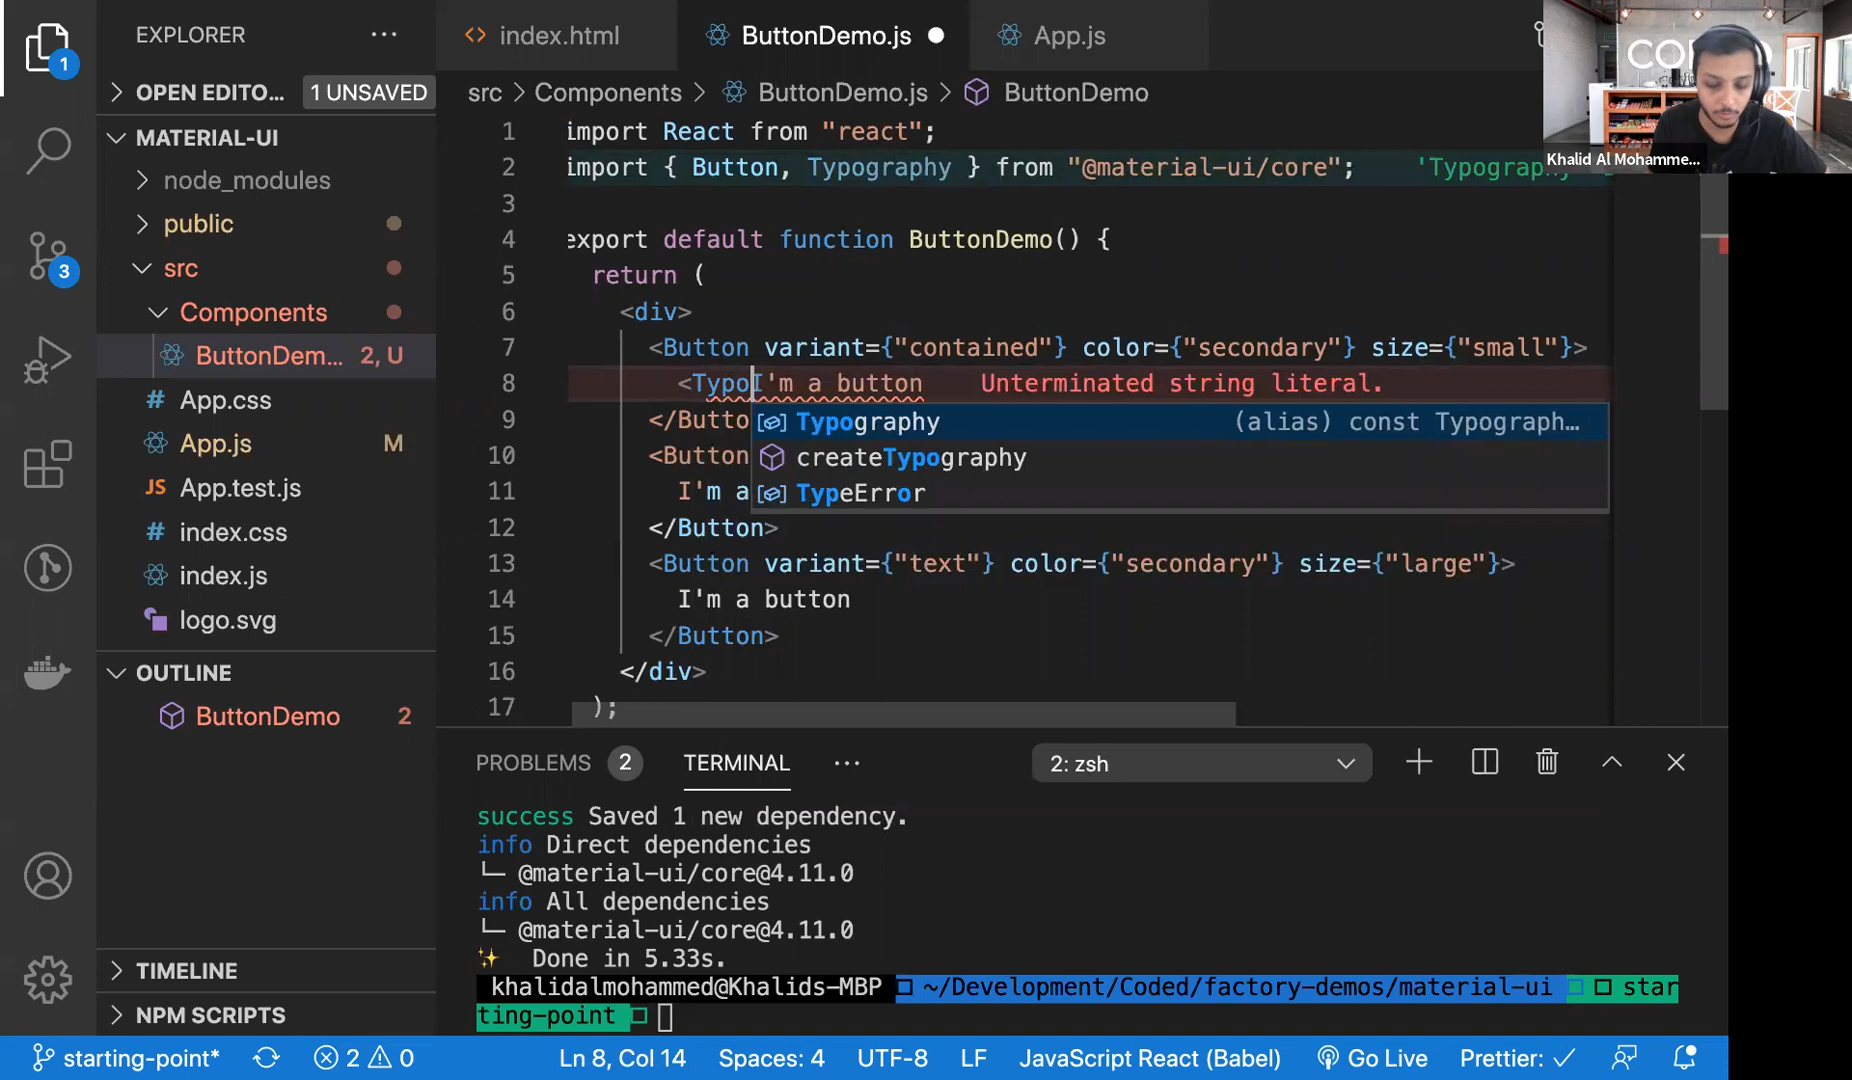 EXPLORER
1
OPEN EDITO...
1 UNSAVED
MATERIAL-UI
node_modules
public
src
Components
ButtonDem...
2, U
App.css
App.js
M
App.test.js
index.css
index.js
logo.svg
3
OUTLINE
ButtonDemo
2
TIMELINE
NPM SCRIPTS
index.html
ButtonDemo.js
App.js
src > Components > ButtonDemo.js > ButtonDemo
1 import React from "react";
2 import { Button, Typography } from "@material-ui/core"; 'Typography
3
4 export default function ButtonDemo() {
5 return (
6 <div>
7 <Button variant={"contained"} color={"secondary"} size={"small"}>
8 <TypoI'm a button Unterminated string literal.
9 </Butto
Typography (alias) const Typograph...
10 <Button
createTypography
11 I'm a
TypeError
12 </Button>
13 <Button variant={"text"} color={"secondary"} size={"large"}>
14 I'm a button
15 </Button>
16 </div>
17 );
Khalid Al Mohamme...
PROBLEMS 2 TERMINAL ...
2: zsh
success Saved 1 new dependency.
info Direct dependencies
└─ @material-ui/core@4.11.0
info All dependencies
└─ @material-ui/core@4.11.0
✨ Done in 5.33s.
khalidalmohammed@Khalids-MBP ~/Development/Coded/factory-demos/material-ui star
ting-point
starting-point*
2
0
Ln 8, Col 14
Spaces: 4
UTF-8
LF
JavaScript React (Babel)
Go Live
Prettier: ✓